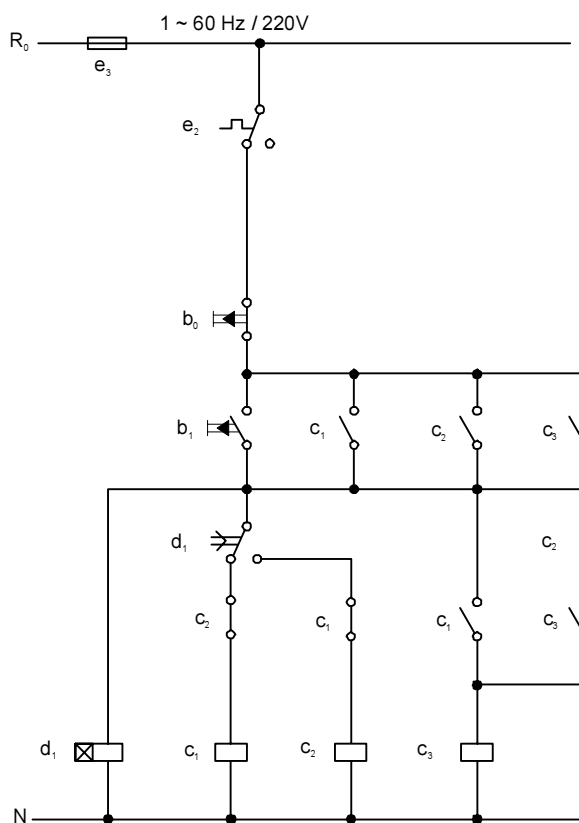 1 ~ 60 Hz / 220V
R₀
e₃
e₂
b₀
b₁ c₁ c₂ c₃
d₁ c₂
c₂ c₁ c₁ c₃
d₁ c₁ c₂ c₃
N